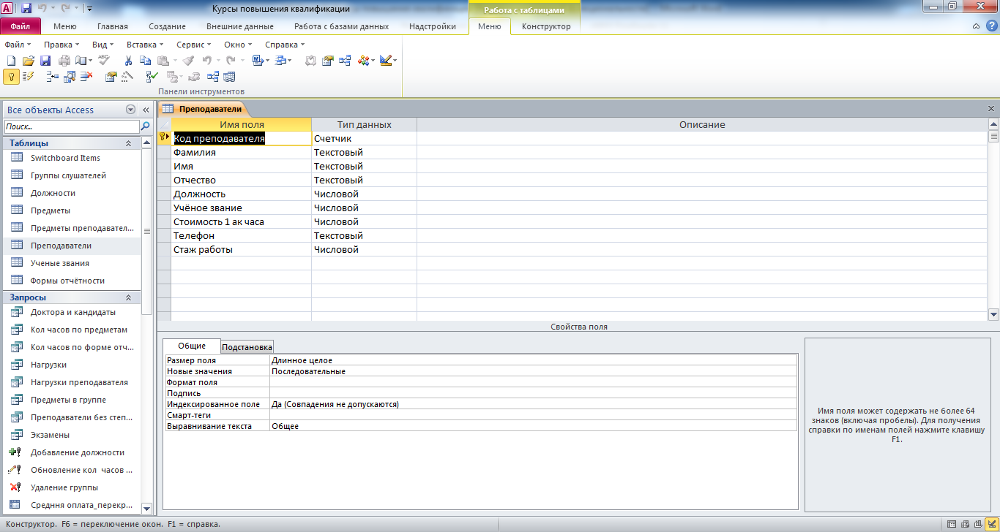 Курсы повышения квалификации
Работа с таблицами
Файл Меню Главная Создание Внешние данные Работа с базами данных Надстройки Меню Конструктор
Файл Правка Вид Вставка Сервис Окно Справка
Панели инструментов
Все объекты Access
Поиск...
Таблицы
Switchboard Items
Группы слушателей
Должности
Предметы
Предметы преподавател...
Преподаватели
Ученые звания
Формы отчётности
Запросы
Доктора и кандидаты
Кол часов по предметам
Кол часов по форме отч...
Нагрузки
Нагрузки преподавателя
Предметы в группе
Преподаватели без степ...
Экзамены
Добавление должности
Обновление кол часов ...
Удаление группы
Средння оплата_перекр...
Преподаватели
Имя поля Тип данных Описание
Код преподавателя Счетчик
Фамилия Текстовый
Имя Текстовый
Отчество Текстовый
Должность Числовой
Учёное звание Числовой
Стоимость 1 ак часа Числовой
Телефон Текстовый
Стаж работы Числовой
Свойства поля
Общие Подстановка
Размер поля Длинное целое
Новые значения Последовательные
Формат поля
Подпись
Индексированное поле Да (Совпадения не допускаются)
Смарт-теги
Выравнивание текста Общее
Имя поля может содержать не более 64
знаков (включая пробелы). Для получения
справки по именам полей нажмите клавишу
F1.
Конструктор. F6 = переключение окон. F1 = справка.